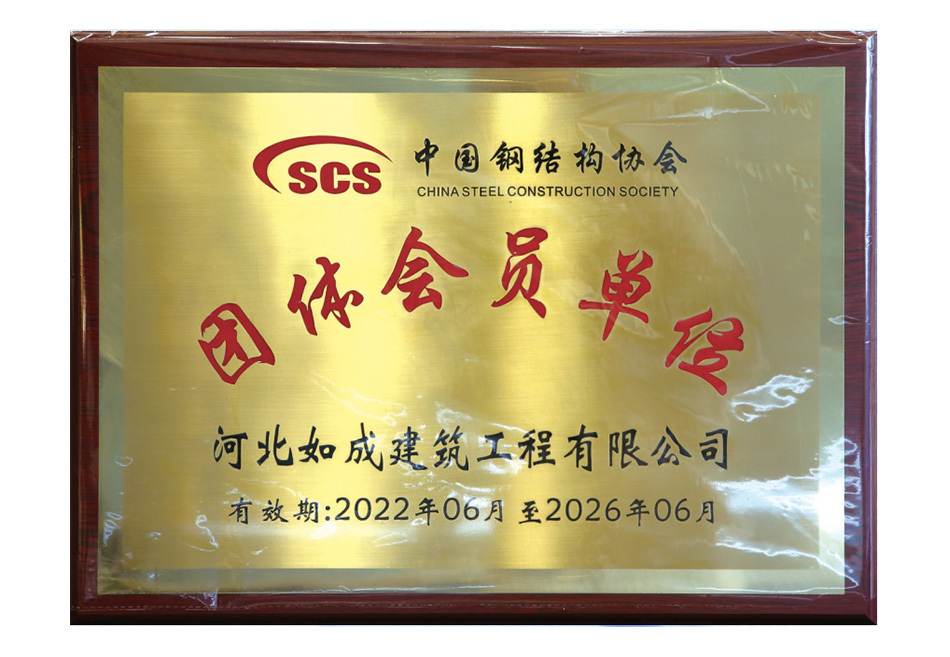 SCS 中国钢结构协会
CHINA STEEL CONSTRUCTION SOCIETY
团体会员单位
河北如成建筑工程有限公司
有效期:2022年06月至2026年06月